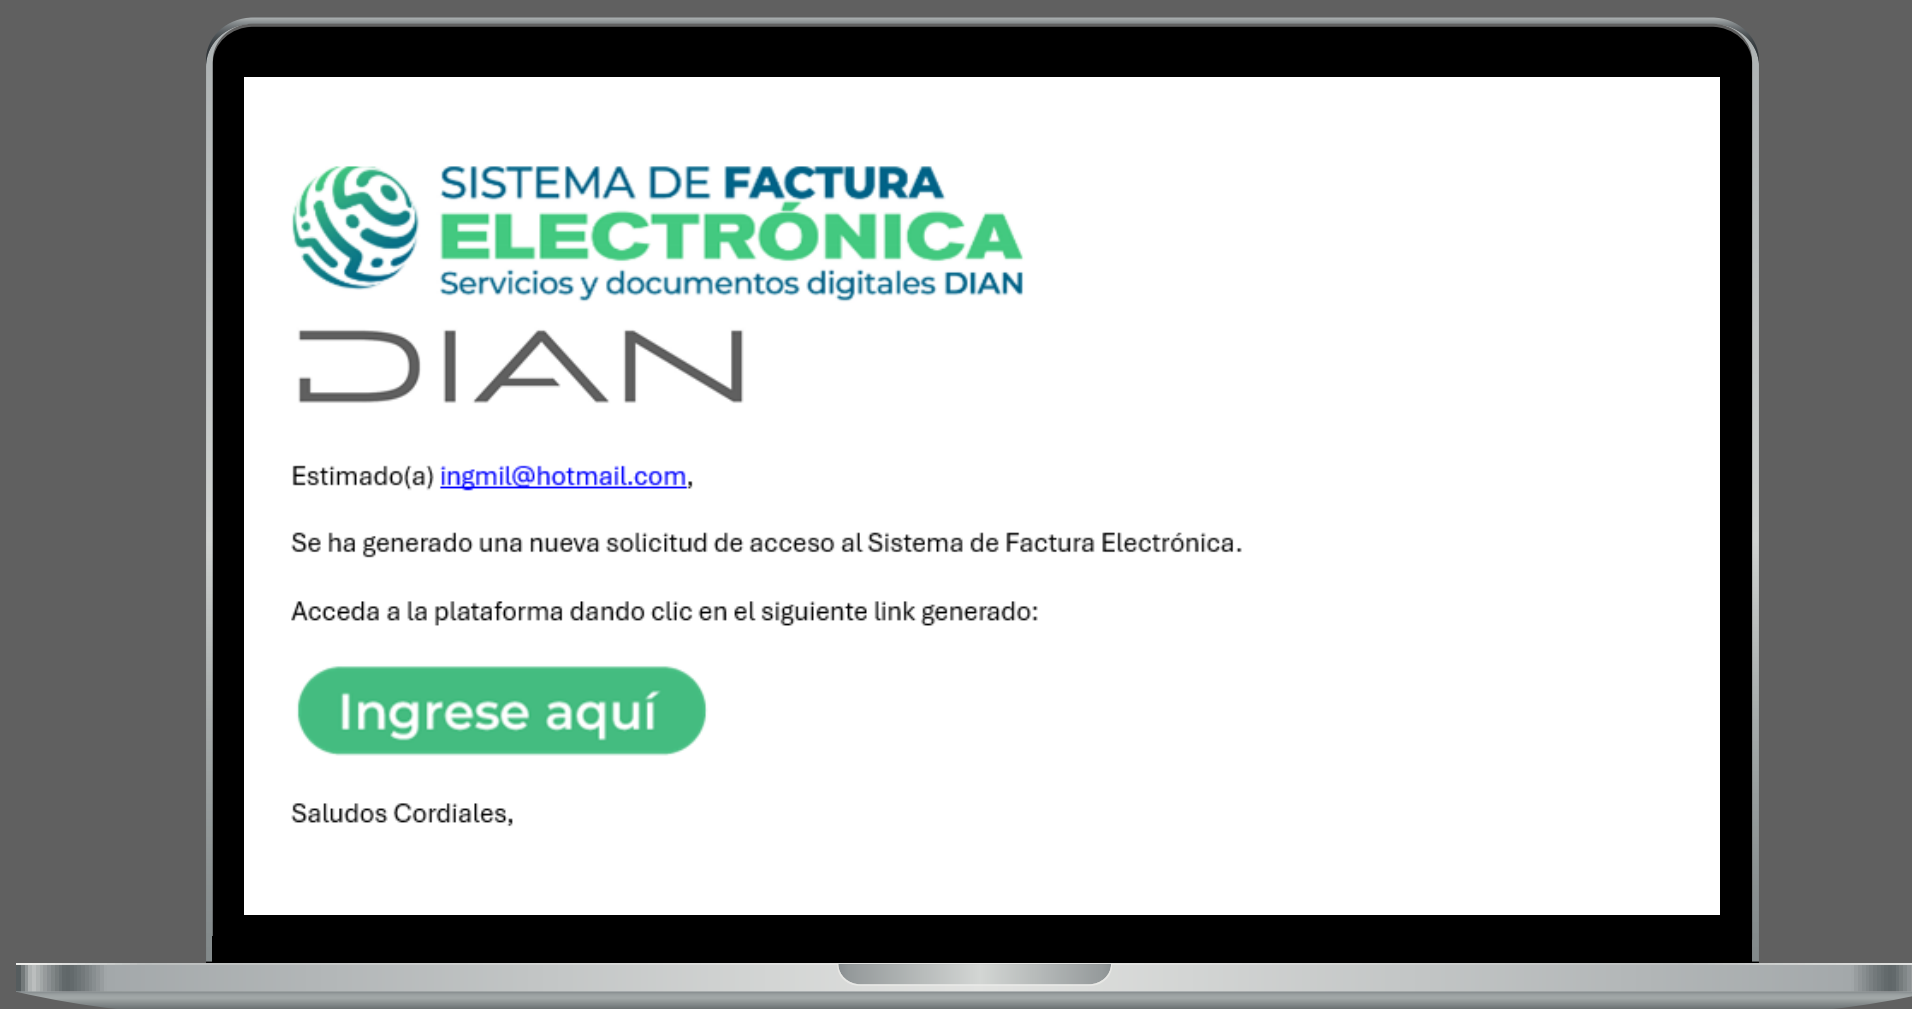 SISTEMA DE FACTURA
ELECTRÓNICA
Servicios y documentos digitales DIAN
DIAN
Estimado(a) ingmil@hotmail.com,
Se ha generado una nueva solicitud de acceso al Sistema de Factura Electrónica.
Acceda a la plataforma dando clic en el siguiente link generado:
Ingrese aquí
Saludos Cordiales,